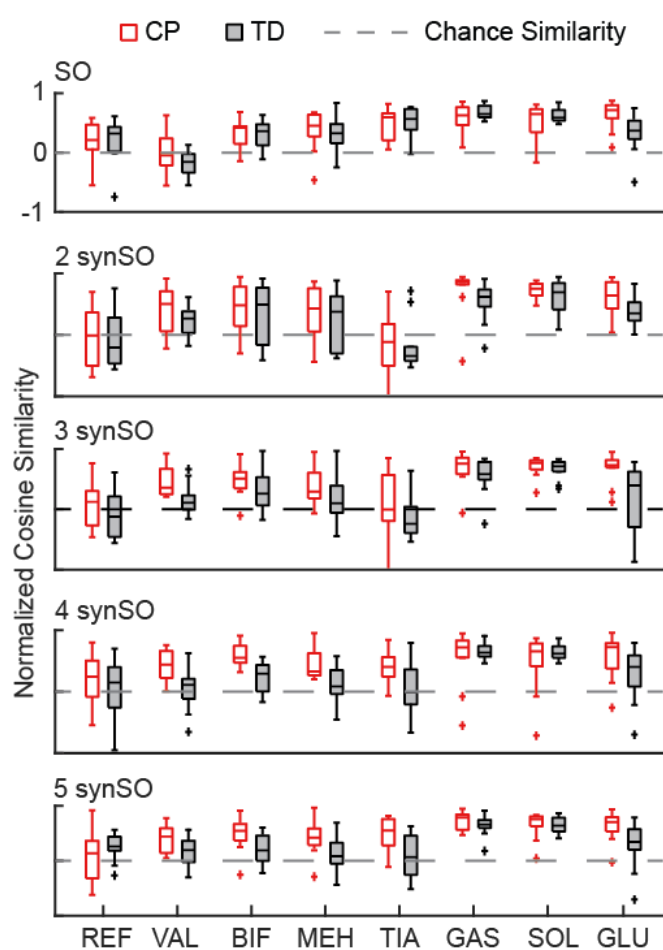 CP TD Chance Similarity
SO
1
0
-1
2 synSO
3 synSO
4 synSO
5 synSO
Normalized Cosine Similarity
REF VAL BIF MEH TIA GAS SOL GLU